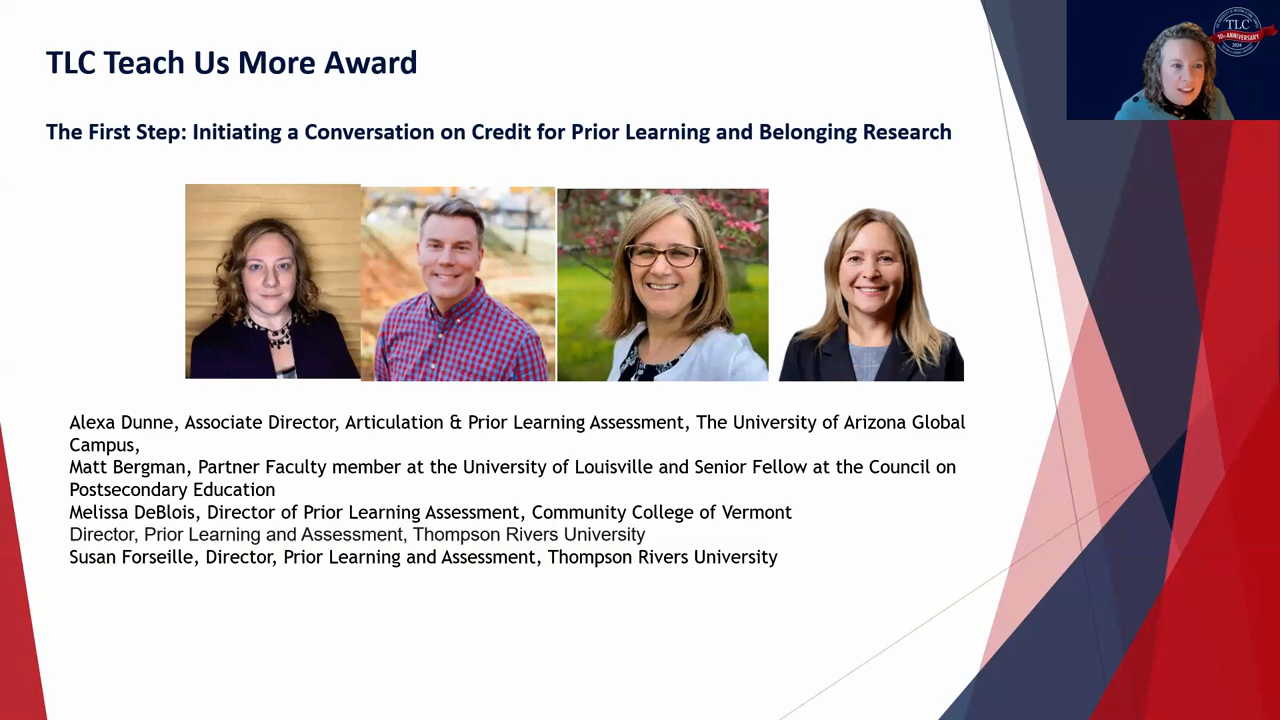 TLC Teach Us More Award
TLC
10th ANNIVERSARY
2024
The First Step: Initiating a Conversation on Credit for Prior Learning and Belonging Research
Alexa Dunne, Associate Director, Articulation & Prior Learning Assessment, The University of Arizona Global
Campus,
Matt Bergman, Partner Faculty member at the University of Louisville and Senior Fellow at the Council on
Postsecondary Education
Melissa DeBlois, Director of Prior Learning Assessment, Community College of Vermont
Director, Prior Learning and Assessment, Thompson Rivers University
Susan Forseille, Director, Prior Learning and Assessment, Thompson Rivers University